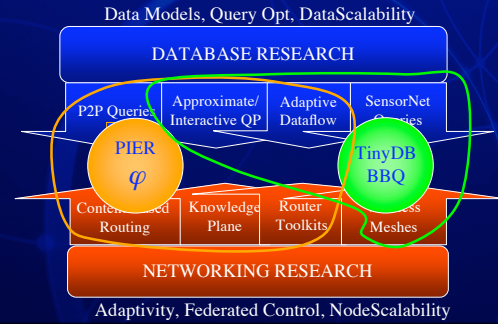 Data Models, Query Opt, DataScalability
DATABASE RESEARCH
P2P Queries
Approximate/
Interactive QP
Adaptive
Dataflow
SensorNet
PIER
φ
TinyDB
BBQ
Routing
Knowledge
Plane
Router
Toolkits
Meshes
NETWORKING RESEARCH
Adaptivity, Federated Control, NodeScalability